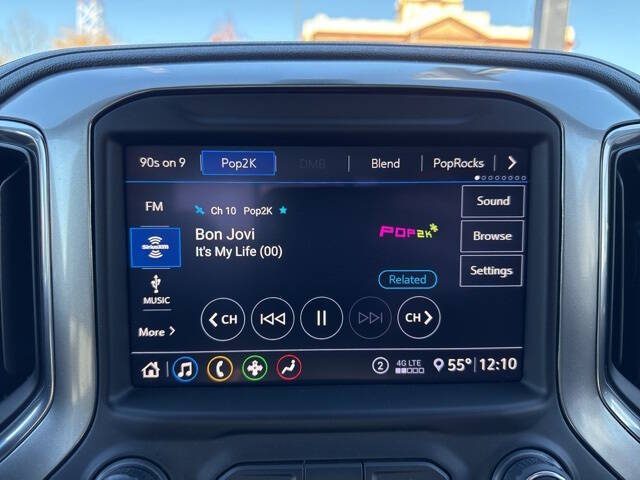 90s on 9 Pop2K DMB Blend PopRocks
FM
Ch 10 Pop2K
Sound
SiriusXM
Bon Jovi
POP2K
Browse
It's My Life (00)
Related
Settings
MUSIC
More
CH
CH
2 4G LTE 55° 12:10